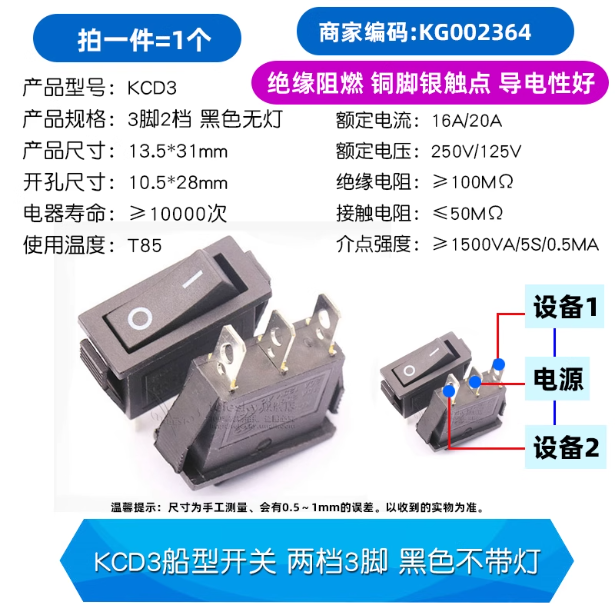 拍一件=1个
商家编码:KG002364
绝缘阻燃 铜脚银触点 导电性好
产品型号: KCD3
产品规格: 3脚2档 黑色无灯
产品尺寸: 13.5*31mm
开孔尺寸: 10.5*28mm
电器寿命: ≥10000次
使用温度: T85
额定电流: 16A/20A
额定电压: 250V/125V
绝缘电阻: ≥100MΩ
接触电阻: ≤50MΩ
介点强度: ≥1500VA/5S/0.5MA
设备1
电源
设备2
温馨提示: 尺寸为手工测量、会有0.5~1mm的误差。以收到的实物为准。
KCD3船型开关 两档3脚 黑色不带灯